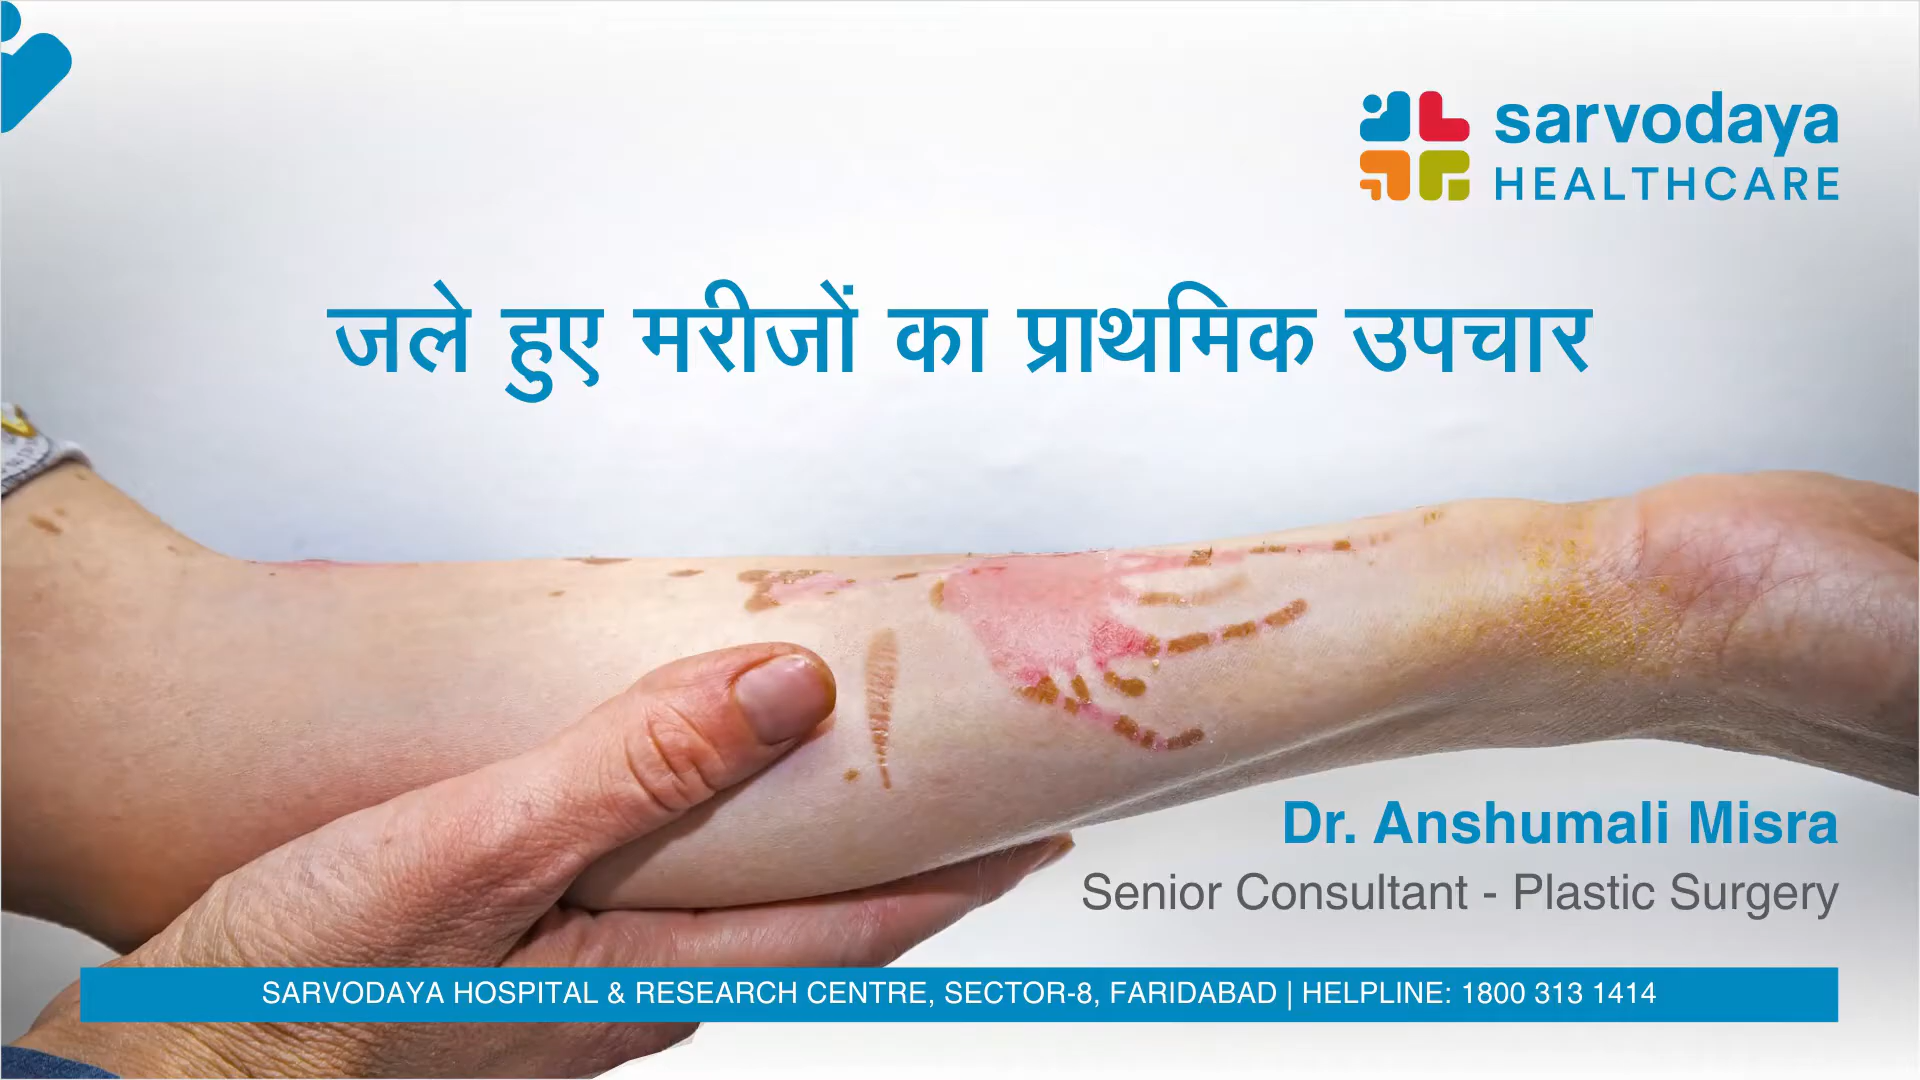 sarvodaya
HEALTHCARE
जले हुए मरीजों का प्राथमिक उपचार
Dr. Anshumali Misra
Senior Consultant - Plastic Surgery
SARVODAYA HOSPITAL & RESEARCH CENTRE, SECTOR-8, FARIDABAD | HELPLINE: 1800 313 1414